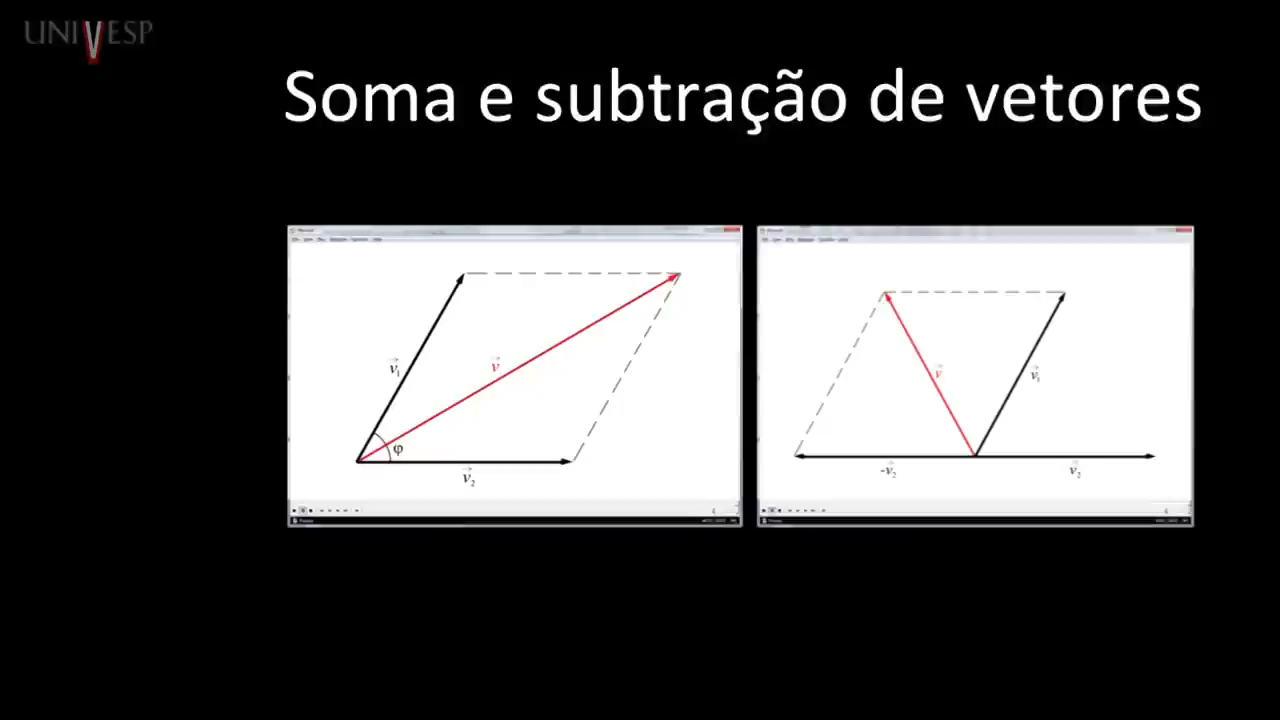 UNIVESP
Soma e subtração de vetores
v₁
v
φ
v₂
v
v₁
-v₂
v₂